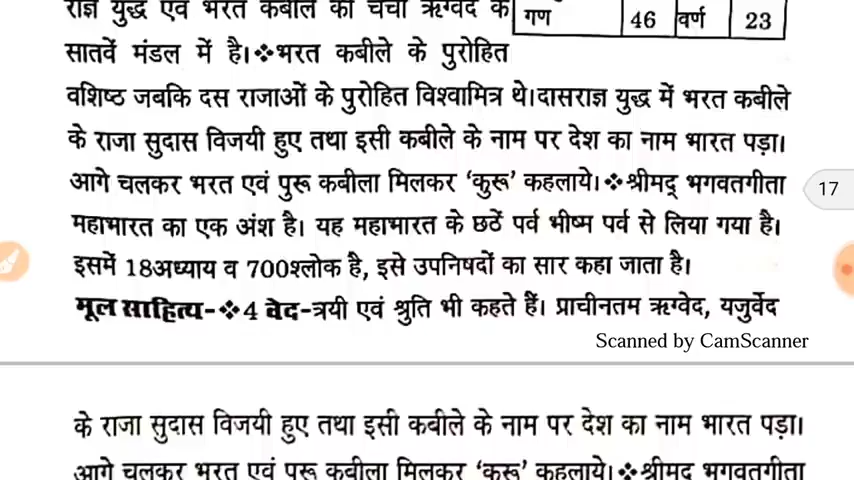 राज्ञ युद्ध एवं भरत कबीले की चर्चा ऋग्वेद के
गण 46 वर्ण 23
सातवें मंडल में है।❖भरत कबीले के पुरोहित
वशिष्ठ जबकि दस राजाओं के पुरोहित विश्वामित्र थे।दासराज्ञ युद्ध में भरत कबीले
के राजा सुदास विजयी हुए तथा इसी कबीले के नाम पर देश का नाम भारत पड़ा।
आगे चलकर भरत एवं पुरू कबीला मिलकर ‘कुरू’ कहलाये।❖श्रीमद् भगवतगीता
17
महाभारत का एक अंश है। यह महाभारत के छठें पर्व भीष्म पर्व से लिया गया है।
इसमें 18अध्याय व 700श्लोक है, इसे उपनिषदों का सार कहा जाता है।
मूल साहित्य-❖4 वेद-त्रयी एवं श्रुति भी कहते हैं। प्राचीनतम ऋग्वेद, यजुर्वेद
Scanned by CamScanner
के राजा सुदास विजयी हुए तथा इसी कबीले के नाम पर देश का नाम भारत पड़ा।
आगे चलकर भरत एवं पुरू कबीला मिलकर ‘कुरू’ कहलाये।❖श्रीमद् भगवतगीता